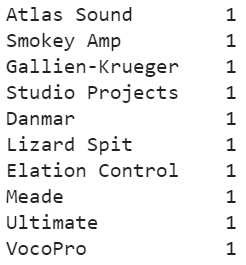 Atlas Sound 1
Smokey Amp 1
Gallien-Krueger 1
Studio Projects 1
Danmar 1
Lizard Spit 1
Elation Control 1
Meade 1
Ultimate 1
VocoPro 1